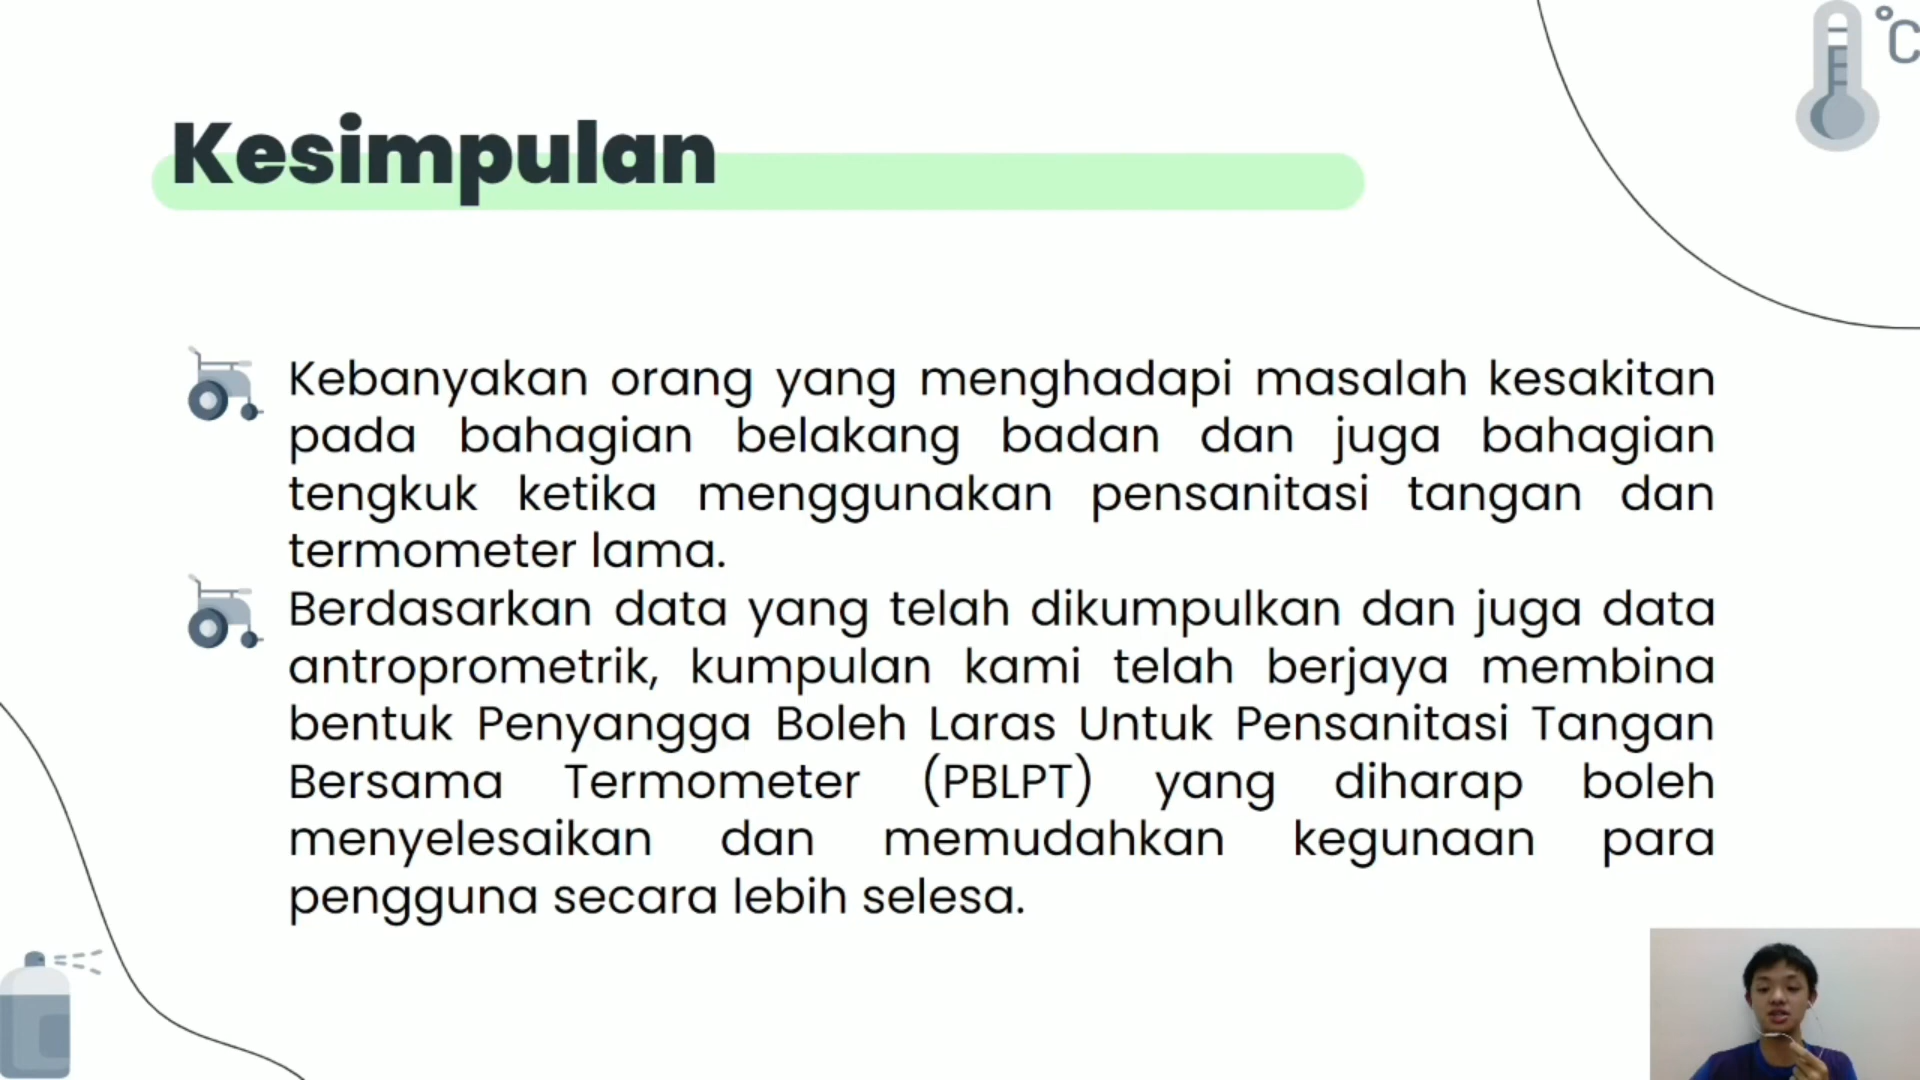 °C
Kesimpulan
Kebanyakan orang yang menghadapi masalah kesakitan
pada bahagian belakang badan dan juga bahagian
tengkuk ketika menggunakan pensanitasi tangan dan
termometer lama.
Berdasarkan data yang telah dikumpulkan dan juga data
antroprometrik, kumpulan kami telah berjaya membina
bentuk Penyangga Boleh Laras Untuk Pensanitasi Tangan
Bersama Termometer (PBLPT) yang diharap boleh
menyelesaikan dan memudahkan kegunaan para
pengguna secara lebih selesa.